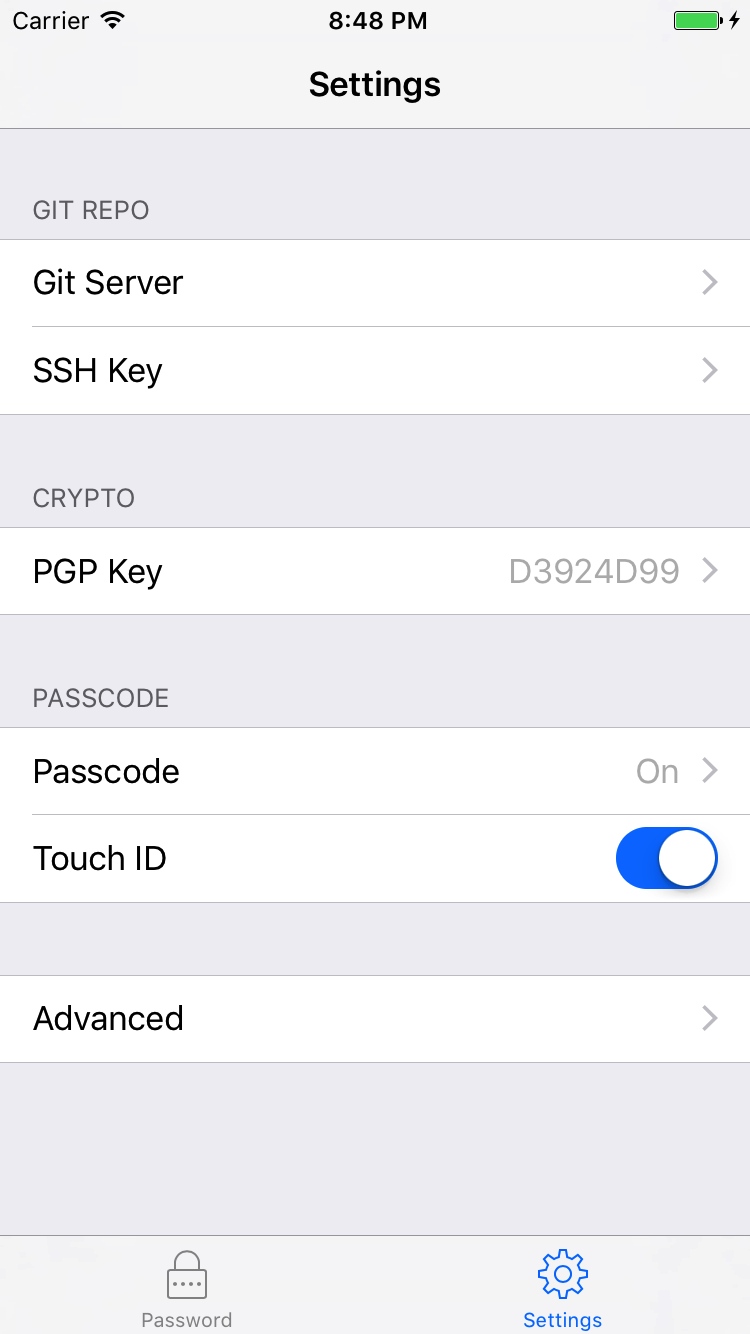 Carrier 8:48 PM
Settings
GIT REPO
Git Server
SSH Key
CRYPTO
PGP Key D3924D99
PASSCODE
Passcode On
Touch ID
Advanced
Password Settings